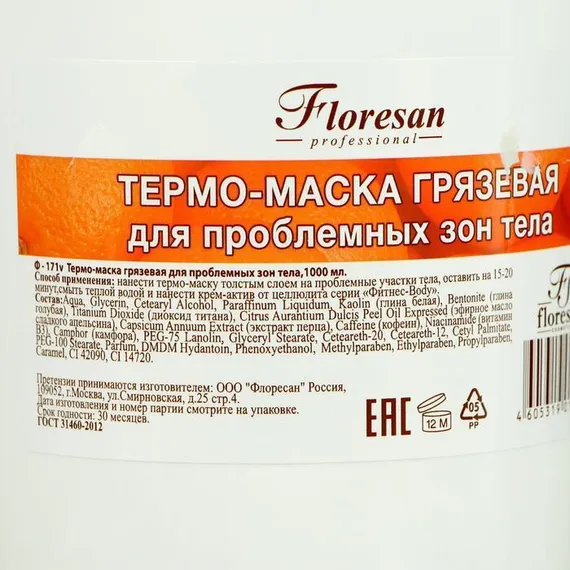 Floresan
professional
ТЕРМО-МАСКА ГРЯЗЕВАЯ
для проблемных зон тела
Ф - 171v Термо-маска грязевая для проблемных зон тела,1000 мл.
Способ применения: нанести термо-маску толстым слоем на проблемные участки тела, оставить на 15-20
минут,смыть теплой водой и нанести крем-актив от целлюлита серии «Фитнес-Body».
Состав:Aqua, Glycerin, Cetearyl Alcohol, Paraffinum Liquidum, Kaolin (глина белая), Bentonite (глина
голубая), Titanium Dioxide (диоксид титана), Citrus Aurantium Dulcis Peel Oil Expressed (эфирное масло
сладкого апельсина), Capsicum Annuum Extract (экстракт перца), Caffeine (кофеин), Niacinamide (витамин
B3), Camphor (камфора), PEG-75 Lanolin, Glyceryl Stearate, Ceteareth-20, Ceteareth-12, Cetyl Palmitate,
PEG-100 Stearate, Parfum, DMDM Hydantoin, Phenoxyethanol, Methylparaben, Ethylparaben, Propylparaben,
Caramel, CI 42090, CI 14720.
Претензии принимаются изготовителем: ООО "Флоресан" Россия,
109052, г.Москва, ул.Смирновская, д.25 стр.4.
Дата изготовления и номер партии смотрите на упаковке.
Срок годности: 30 месяцев.
ГОСТ 31460-2012
EAC
12 M
05
PP
floresan
4 605319 0